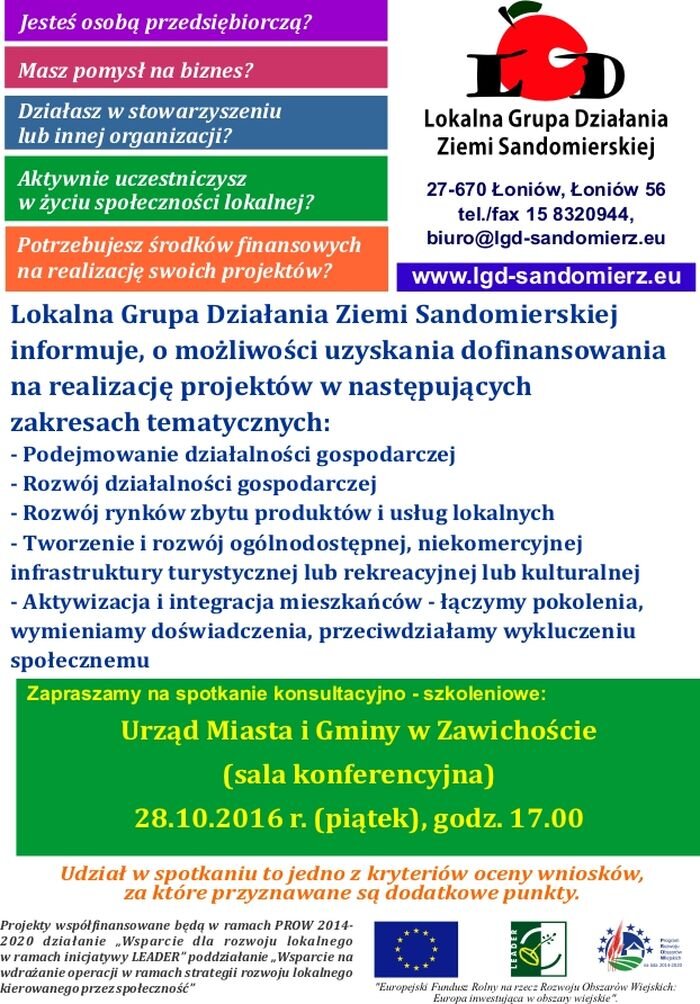 Jesteś osobą przedsiębiorczą?
Masz pomysł na biznes?
Działasz w stowarzyszeniu
lub innej organizacji?
Aktywnie uczestniczysz
w życiu społeczności lokalnej?
Potrzebujesz środków finansowych
na realizację swoich projektów?
LGD
Lokalna Grupa Działania
Ziemi Sandomierskiej
27-670 Łoniów, Łoniów 56
tel./fax 15 8320944,
biuro@lgd-sandomierz.eu
www.lgd-sandomierz.eu
Lokalna Grupa Działania Ziemi Sandomierskiej
informuje, o możliwości uzyskania dofinansowania
na realizację projektów w następujących
zakresach tematycznych:
- Podejmowanie działalności gospodarczej
- Rozwój działalności gospodarczej
- Rozwój rynków zbytu produktów i usług lokalnych
- Tworzenie i rozwój ogólnodostępnej, niekomercyjnej
infrastruktury turystycznej lub rekreacyjnej lub kulturalnej
- Aktywizacja i integracja mieszkańców - łączymy pokolenia,
wymieniamy doświadczenia, przeciwdziałamy wykluczeniu
społecznemu
Zapraszamy na spotkanie konsultacyjno - szkoleniowe:
Urząd Miasta i Gminy w Zawichoście
(sala konferencyjna)
28.10.2016 r. (piątek), godz. 17.00
Udział w spotkaniu to jedno z kryteriów oceny wniosków,
za które przyznawane są dodatkowe punkty.
Projekty współfinansowane będą w ramach PROW 2014-
2020 działanie „Wsparcie dla rozwoju lokalnego
w ramach inicjatywy LEADER" poddziałanie „Wsparcie na
wdrażanie operacji w ramach strategii rozwoju lokalnego
kierowanego przez społeczność"
LEADER
Program
Rozwoju
Obszarów
Wiejskich
na lata 2014-2020
"Europejski Fundusz Rolny na rzecz Rozwoju Obszarów Wiejskich:
Europa inwestująca w obszary wiejskie".